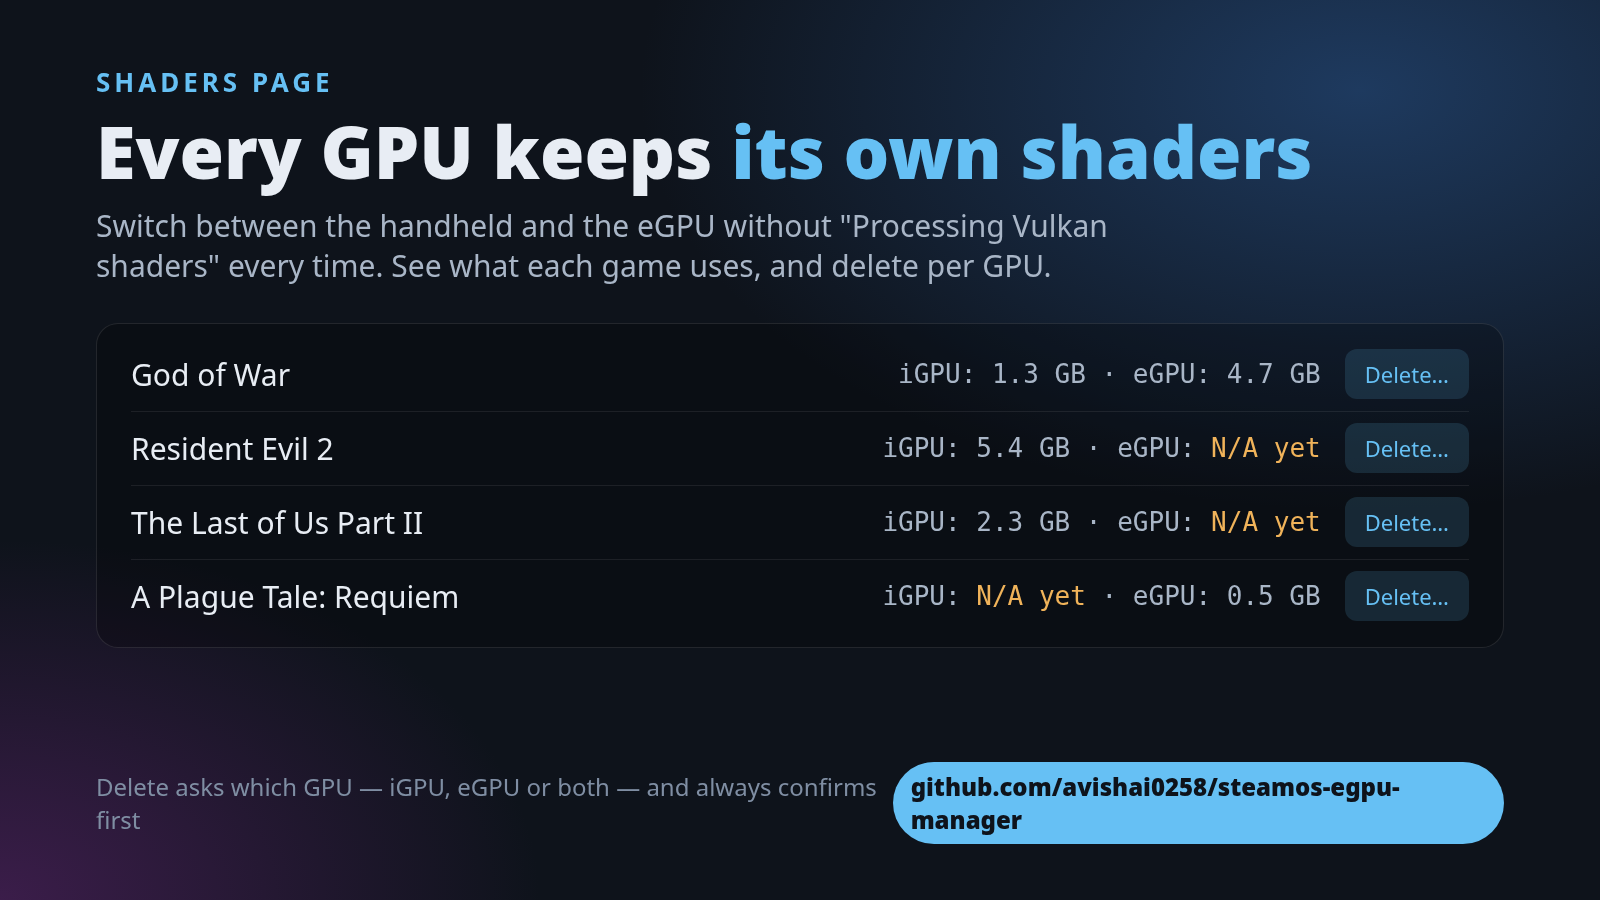 SHADERS PAGE
Every GPU keeps its own shaders
Switch between the handheld and the eGPU without "Processing Vulkan
shaders" every time. See what each game uses, and delete per GPU.
God of War iGPU: 1.3 GB · eGPU: 4.7 GB Delete…
Resident Evil 2 iGPU: 5.4 GB · eGPU: N/A yet Delete…
The Last of Us Part II iGPU: 2.3 GB · eGPU: N/A yet Delete…
A Plague Tale: Requiem iGPU: N/A yet · eGPU: 0.5 GB Delete…
Delete asks which GPU — iGPU, eGPU or both — and always confirms
first
github.com/avishai0258/steamos-egpu-
manager